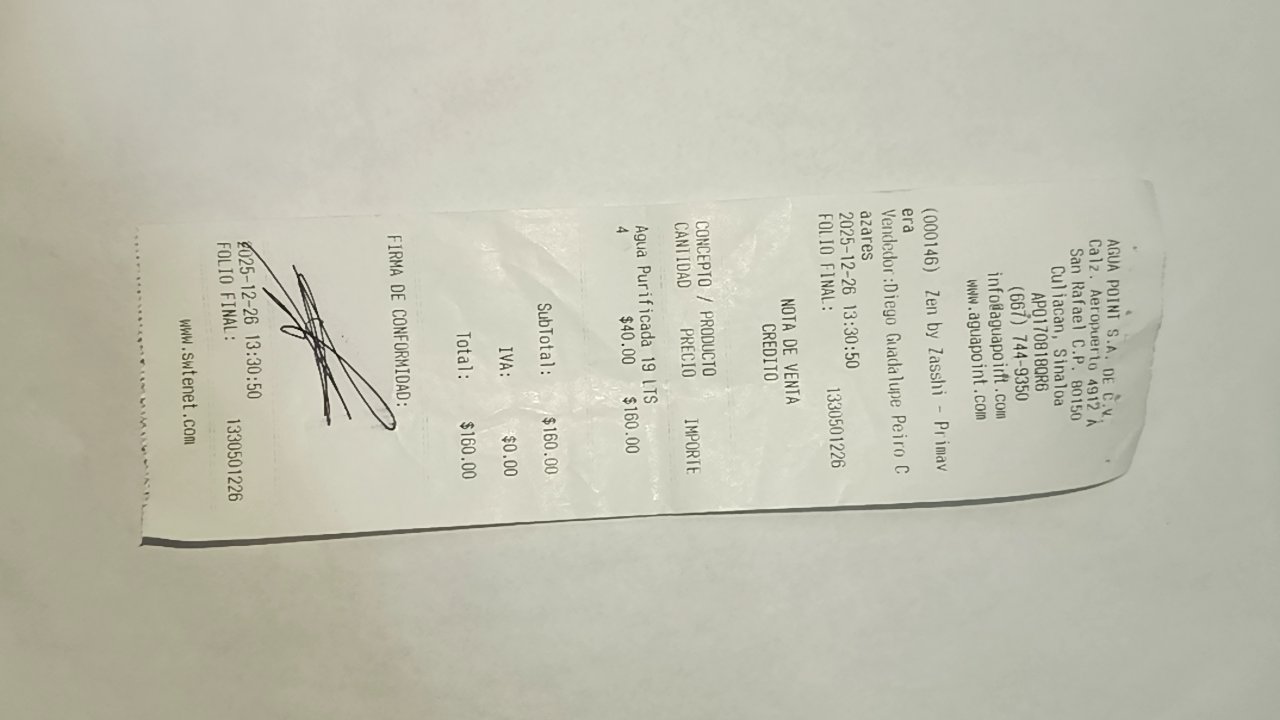 AGUA POINT S.A. DE C.V.
Calz. Aeropuerto 4912 A
San Rafael C.P. 80150
Culiacan, Sinaloa
APO170818QR6
(667) 744-9360
info@aguapoint.com
www.aguapoint.com
(000146) Zen by Zasshi - Primav
era
Vendedor:Diego Guadalupe Peiro C
azares
2025-12-26 13:30:50
FOLIO FINAL: 1330501226
NOTA DE VENTA
CREDITO
CONCEPTO / PRODUCTO
CANTIDAD PRECIO IMPORTE
Agua Purificada 19 LTS
4 $40.00 $160.00
SubTotal: $160.00
IVA: $0.00
Total: $160.00
FIRMA DE CONFORMIDAD:
2025-12-26 13:30:50
FOLIO FINAL: 1330501226
www.swtenet.com